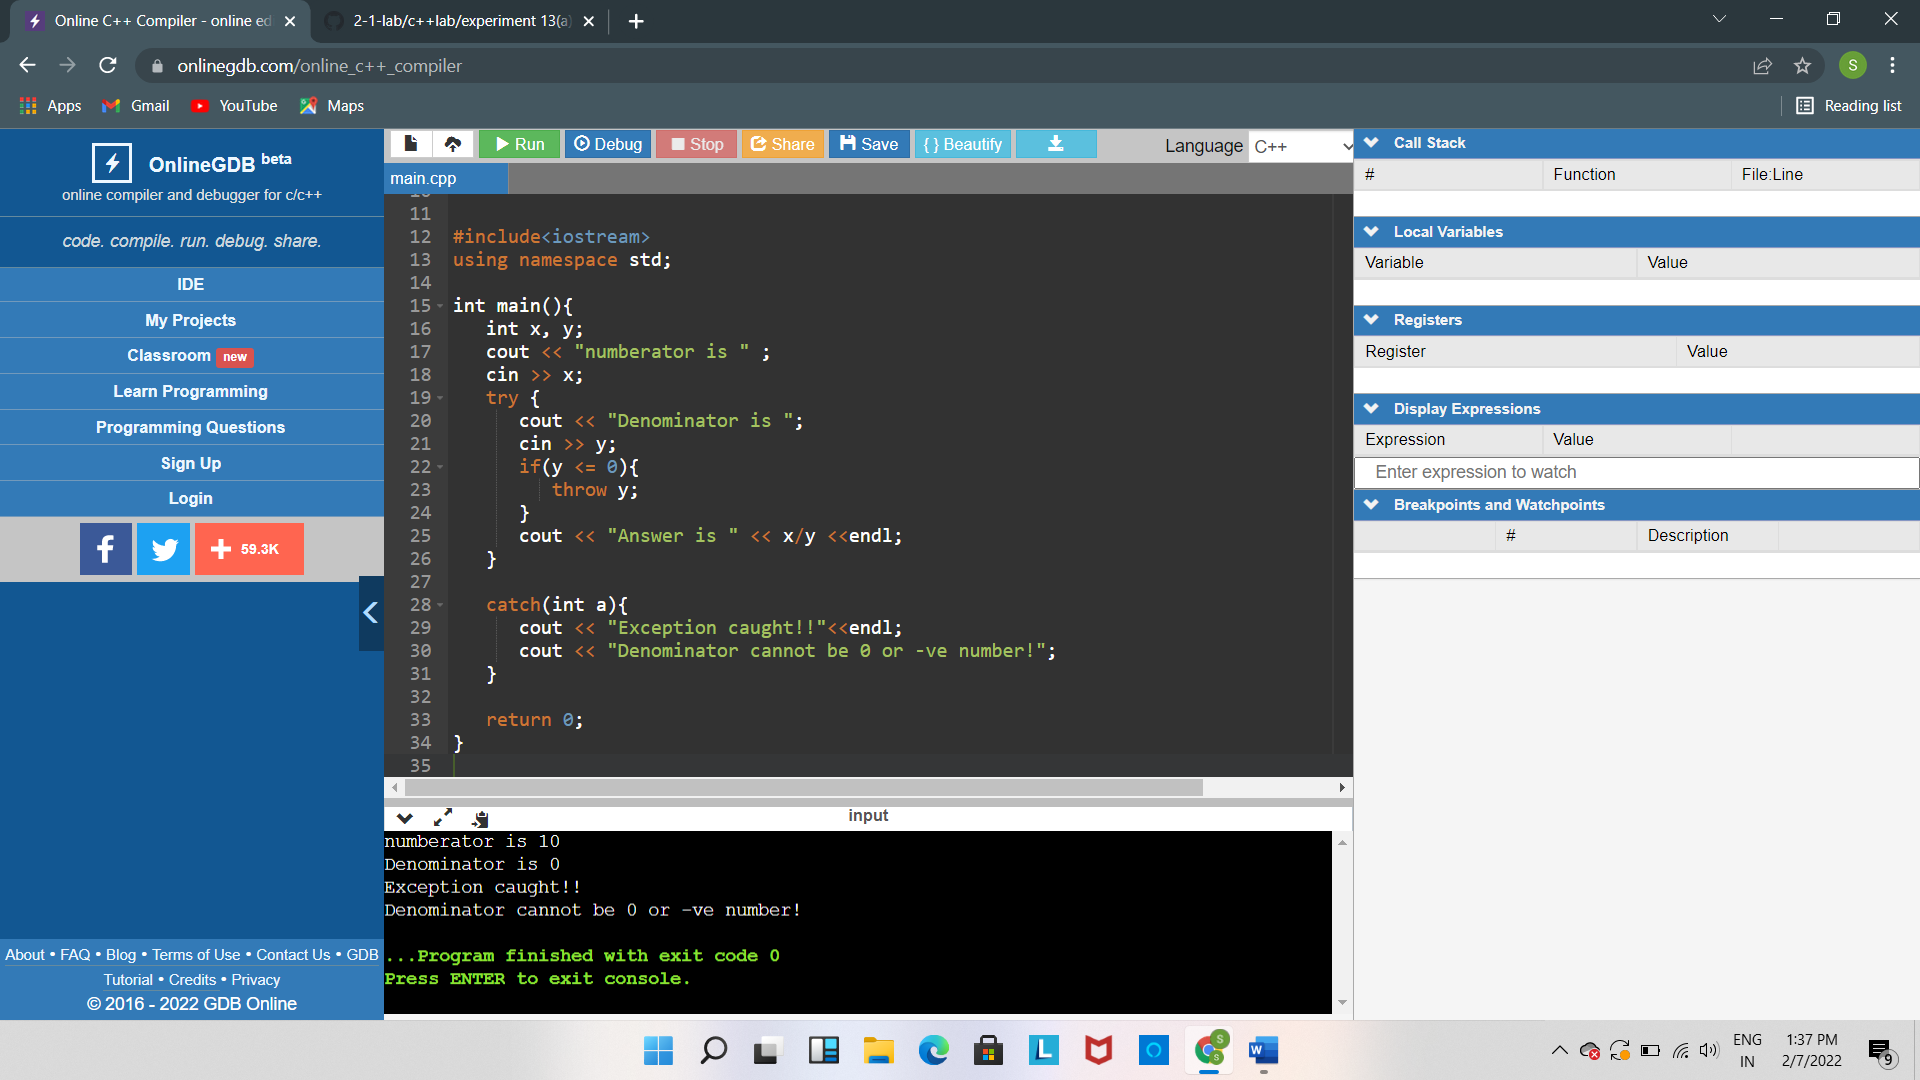 Online C++ Compiler - online ed
2-1-lab/c++lab/experiment 13(a)
onlinegdb.com/online_c++_compiler
S
Apps
Gmail
YouTube
Maps
Reading list
OnlineGDB beta
online compiler and debugger for c/c++
code. compile. run. debug. share.
IDE
My Projects
Classroom new
Learn Programming
Programming Questions
Sign Up
Login
f
59.3K
About • FAQ • Blog • Terms of Use • Contact Us • GDB
Tutorial • Credits • Privacy
© 2016 - 2022 GDB Online
Run
Debug
Stop
Share
Save
{ } Beautify
Language C++
main.cpp
11
12 #include<iostream>
13 using namespace std;
14
15 int main(){
16 int x, y;
17 cout << "numberator is " ;
18 cin >> x;
19 try {
20 cout << "Denominator is ";
21 cin >> y;
22 if(y <= 0){
23 throw y;
24 }
25 cout << "Answer is " << x/y <<endl;
26 }
27
28 catch(int a){
29 cout << "Exception caught!!"<<endl;
30 cout << "Denominator cannot be 0 or -ve number!";
31 }
32
33 return 0;
34 }
35
input
numberator is 10
Denominator is 0
Exception caught!!
Denominator cannot be 0 or -ve number!
...Program finished with exit code 0
Press ENTER to exit console.
Call Stack
# Function File:Line
Local Variables
Variable Value
Registers
Register Value
Display Expressions
Expression Value
Enter expression to watch
Breakpoints and Watchpoints
# Description
L
W
S
S
ENG
IN
1:37 PM
2/7/2022
9